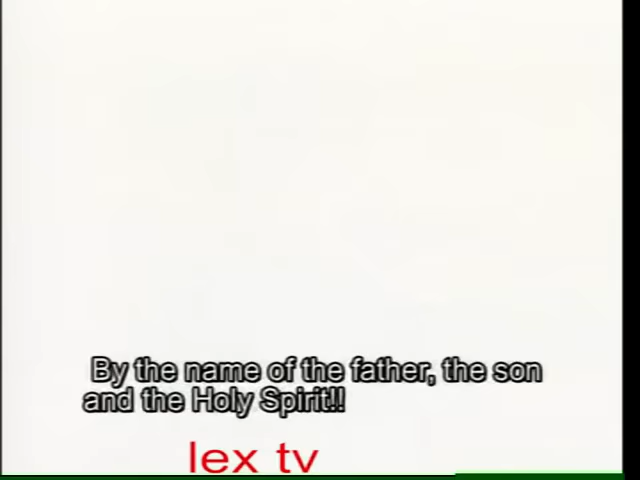 By the name of the father, the son
and the Holy Spirit!!
lex tv